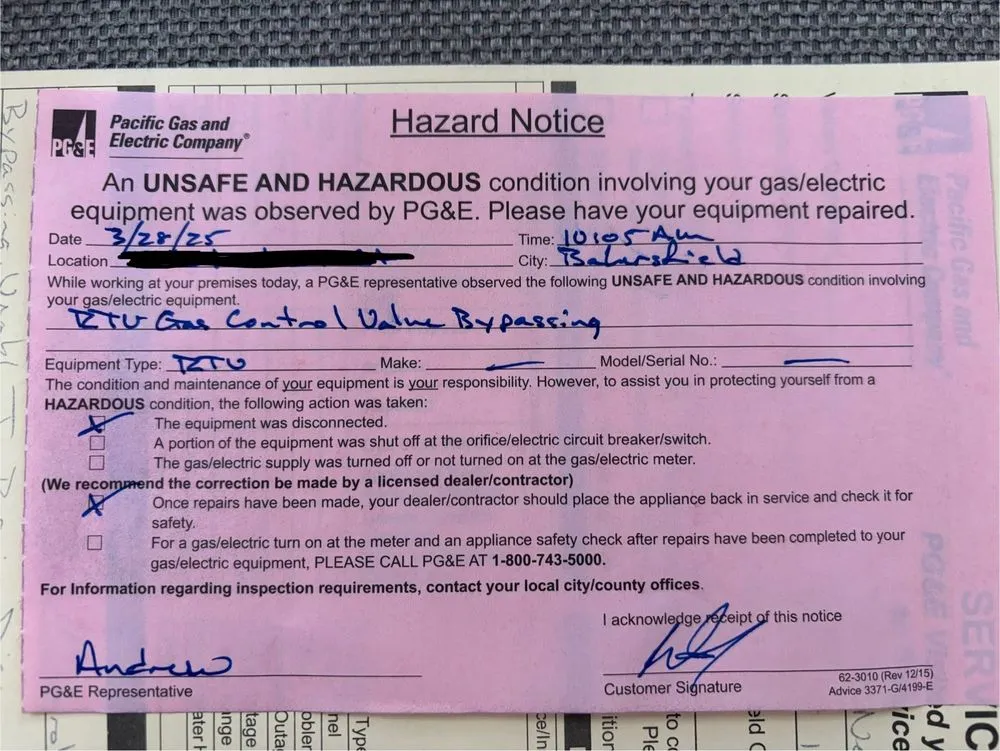 Pacific Gas and
Electric Company®
PG&E
Hazard Notice
An UNSAFE AND HAZARDOUS condition involving your gas/electric
equipment was observed by PG&E. Please have your equipment repaired.
Date 3/28/25 Time: 10:05 Am
Location City: Bakersfield
While working at your premises today, a PG&E representative observed the following UNSAFE AND HAZARDOUS condition involving
your gas/electric equipment.
RTU Gas Control Valve Bypassing
Equipment Type: RTU Make: — Model/Serial No.: —
The condition and maintenance of your equipment is your responsibility. However, to assist you in protecting yourself from a
HAZARDOUS condition, the following action was taken:
The equipment was disconnected.
A portion of the equipment was shut off at the orifice/electric circuit breaker/switch.
The gas/electric supply was turned off or not turned on at the gas/electric meter.
(We recommend the correction be made by a licensed dealer/contractor)
Once repairs have been made, your dealer/contractor should place the appliance back in service and check it for
safety.
For a gas/electric turn on at the meter and an appliance safety check after repairs have been completed to your
gas/electric equipment, PLEASE CALL PG&E AT 1-800-743-5000.
For Information regarding inspection requirements, contact your local city/county offices.
I acknowledge receipt of this notice
Andrew
PG&E Representative
Customer Signature
62-3010 (Rev 12/15)
Advice 3371-G/4199-E